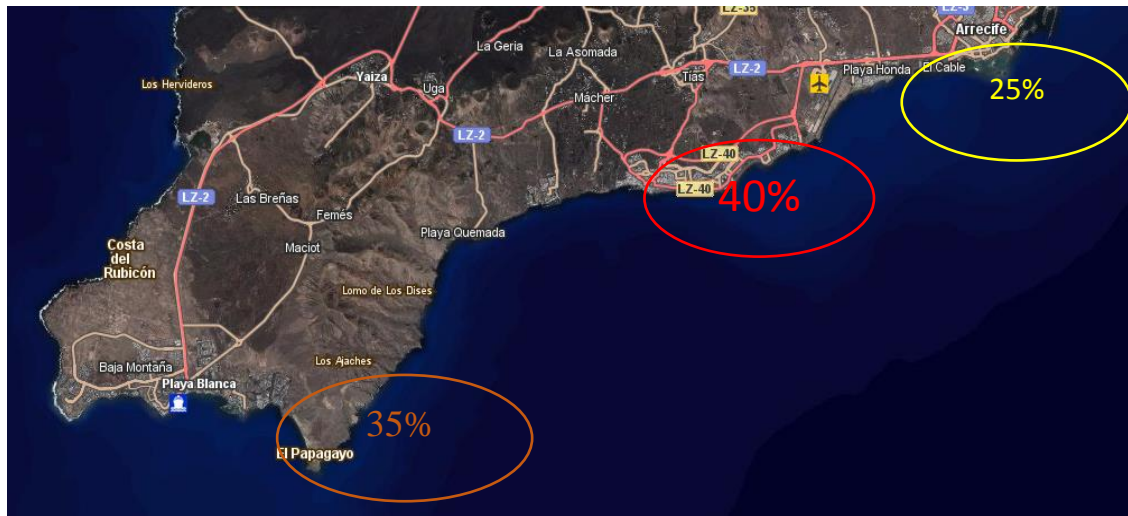 LZ-35
LZ-3
Arrecife
La Geria
La Asomada
Yaiza
Los Hervideros
Uga
Tías
LZ-2
Playa Honda
El Cable
25%
Mácher
LZ-2
LZ-40
LZ-2
Las Breñas
LZ-40
40%
Femés
Playa Quemada
Maciot
Costa
del
Rubicón
Lomo de Los Dises
Los Ajaches
Baja Montaña
Playa Blanca
35%
El Papagayo